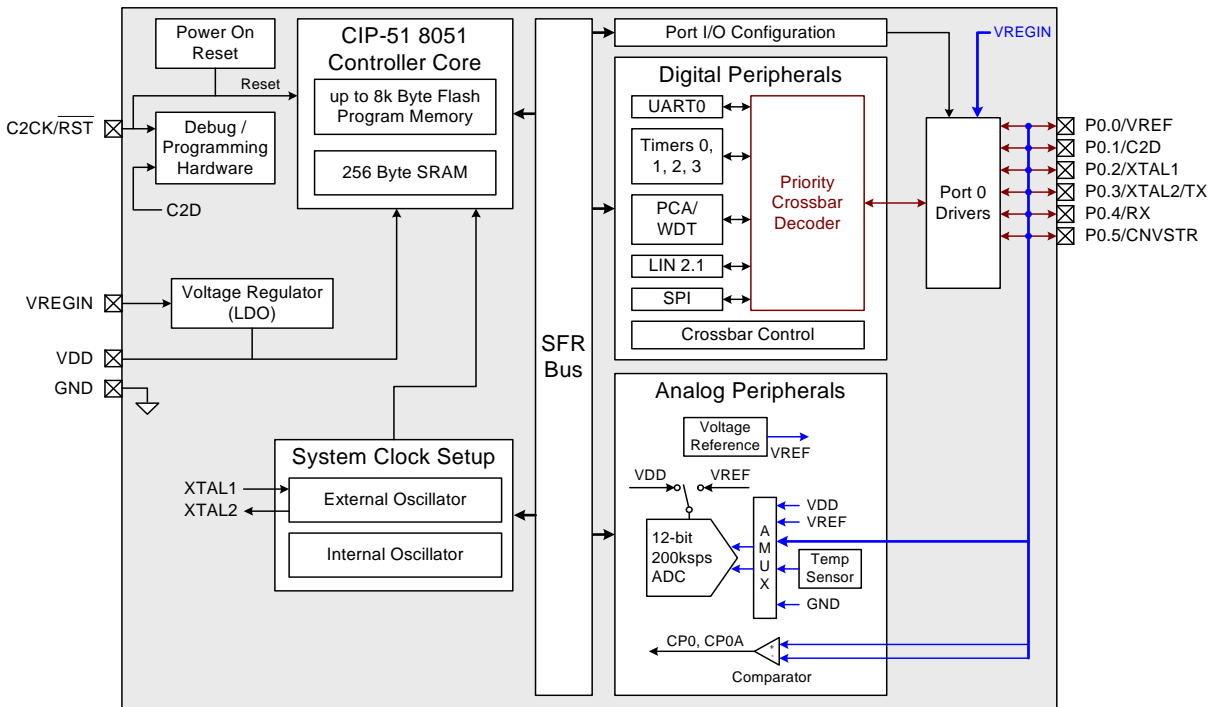 Power On
Reset
Reset
C2CK/RST
Debug /
Programming
Hardware
C2D
CIP-51 8051
Controller Core
up to 8k Byte Flash
Program Memory
256 Byte SRAM
VREGIN
Voltage Regulator
(LDO)
VDD
GND
System Clock Setup
XTAL1
XTAL2
External Oscillator
Internal Oscillator
SFR
Bus
Port I/O Configuration
Digital Peripherals
UART0
Timers 0,
1, 2, 3
PCA/
WDT
LIN 2.1
SPI
Priority
Crossbar
Decoder
Crossbar Control
VREGIN
Port 0
Drivers
P0.0/VREF
P0.1/C2D
P0.2/XTAL1
P0.3/XTAL2/TX
P0.4/RX
P0.5/CNVSTR
Analog Peripherals
Voltage
Reference
VREF
VDD
VREF
12-bit
200ksps
ADC
A
M
U
X
VDD
VREF
Temp
Sensor
GND
CP0, CP0A
+
-
Comparator